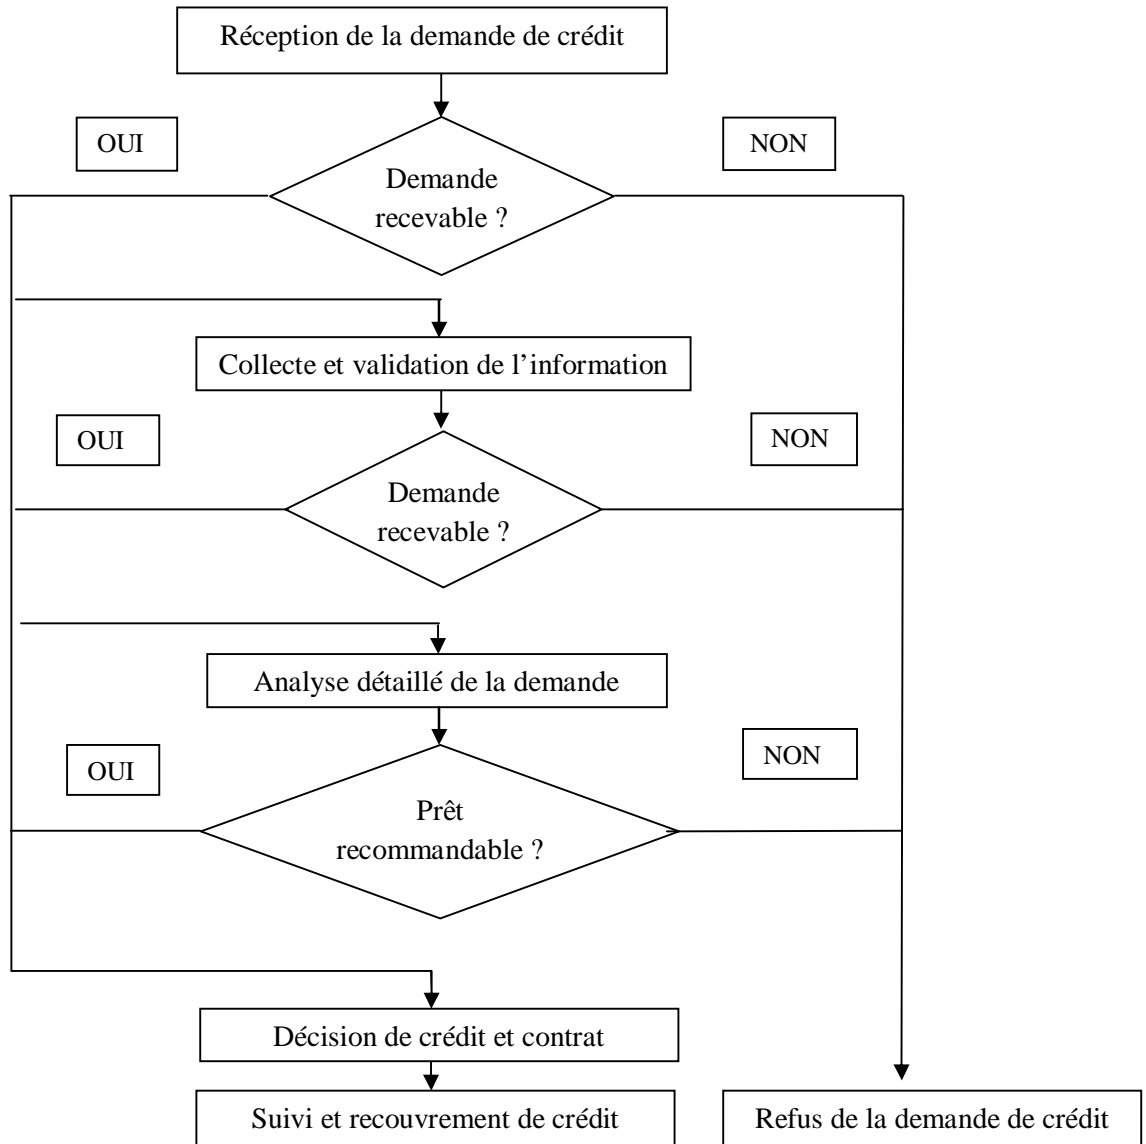 Réception de la demande de crédit
OUI
NON
Demande
recevable ?
Collecte et validation de l’information
OUI
NON
Demande
recevable ?
Analyse détaillé de la demande
OUI
NON
Prêt
recommandable ?
Décision de crédit et contrat
Suivi et recouvrement de crédit
Refus de la demande de crédit